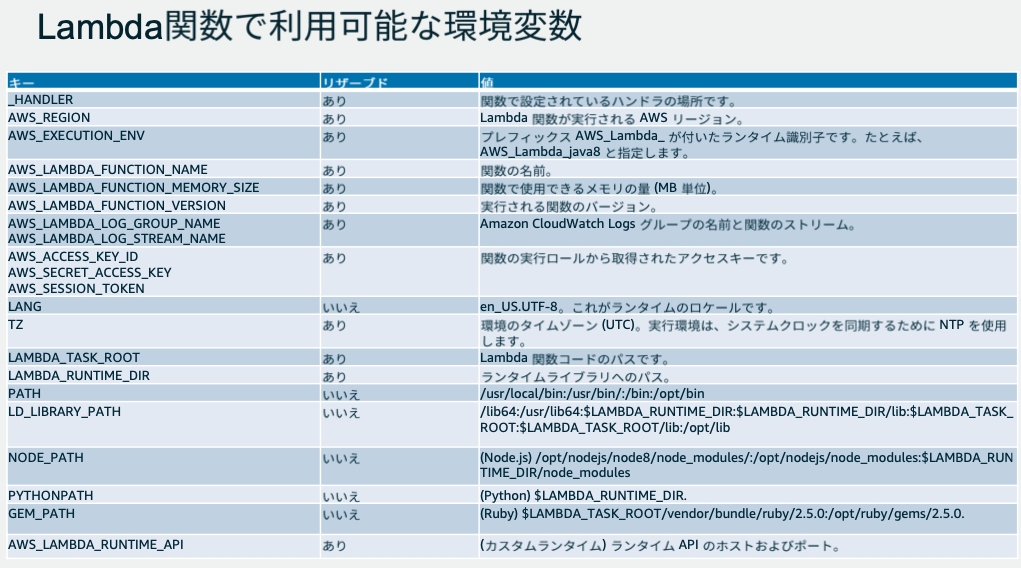 Lambda関数で利用可能な環境変数
キー リザーブド 値
_HANDLER あり 関数で設定されているハンドラの場所です。
AWS_REGION あり Lambda 関数が実行される AWS リージョン。
AWS_EXECUTION_ENV あり プレフィックス AWS_Lambda_ が付いたランタイム識別子です。たとえば、
AWS_Lambda_java8 と指定します。
AWS_LAMBDA_FUNCTION_NAME あり 関数の名前。
AWS_LAMBDA_FUNCTION_MEMORY_SIZE あり 関数で使用できるメモリの量 (MB 単位)。
AWS_LAMBDA_FUNCTION_VERSION あり 実行される関数のバージョン。
AWS_LAMBDA_LOG_GROUP_NAME あり Amazon CloudWatch Logs グループの名前と関数のストリーム。
AWS_LAMBDA_LOG_STREAM_NAME
AWS_ACCESS_KEY_ID あり 関数の実行ロールから取得されたアクセスキーです。
AWS_SECRET_ACCESS_KEY
AWS_SESSION_TOKEN
LANG いいえ en_US.UTF-8。これがランタイムのロケールです。
TZ あり 環境のタイムゾーン (UTC)。実行環境は、システムクロックを同期するために NTP を使用
します。
LAMBDA_TASK_ROOT あり Lambda 関数コードのパスです。
LAMBDA_RUNTIME_DIR あり ランタイムライブラリへのパス。
PATH いいえ /usr/local/bin:/usr/bin/:/bin:/opt/bin
LD_LIBRARY_PATH いいえ /lib64:/usr/lib64:$LAMBDA_RUNTIME_DIR:$LAMBDA_RUNTIME_DIR/lib:$LAMBDA_TASK_
ROOT:$LAMBDA_TASK_ROOT/lib:/opt/lib
NODE_PATH いいえ (Node.js) /opt/nodejs/node8/node_modules/:/opt/nodejs/node_modules:$LAMBDA_RUN
TIME_DIR/node_modules
PYTHONPATH いいえ (Python) $LAMBDA_RUNTIME_DIR.
GEM_PATH いいえ (Ruby) $LAMBDA_TASK_ROOT/vendor/bundle/ruby/2.5.0:/opt/ruby/gems/2.5.0.
AWS_LAMBDA_RUNTIME_API あり (カスタムランタイム) ランタイム API のホストおよびポート。